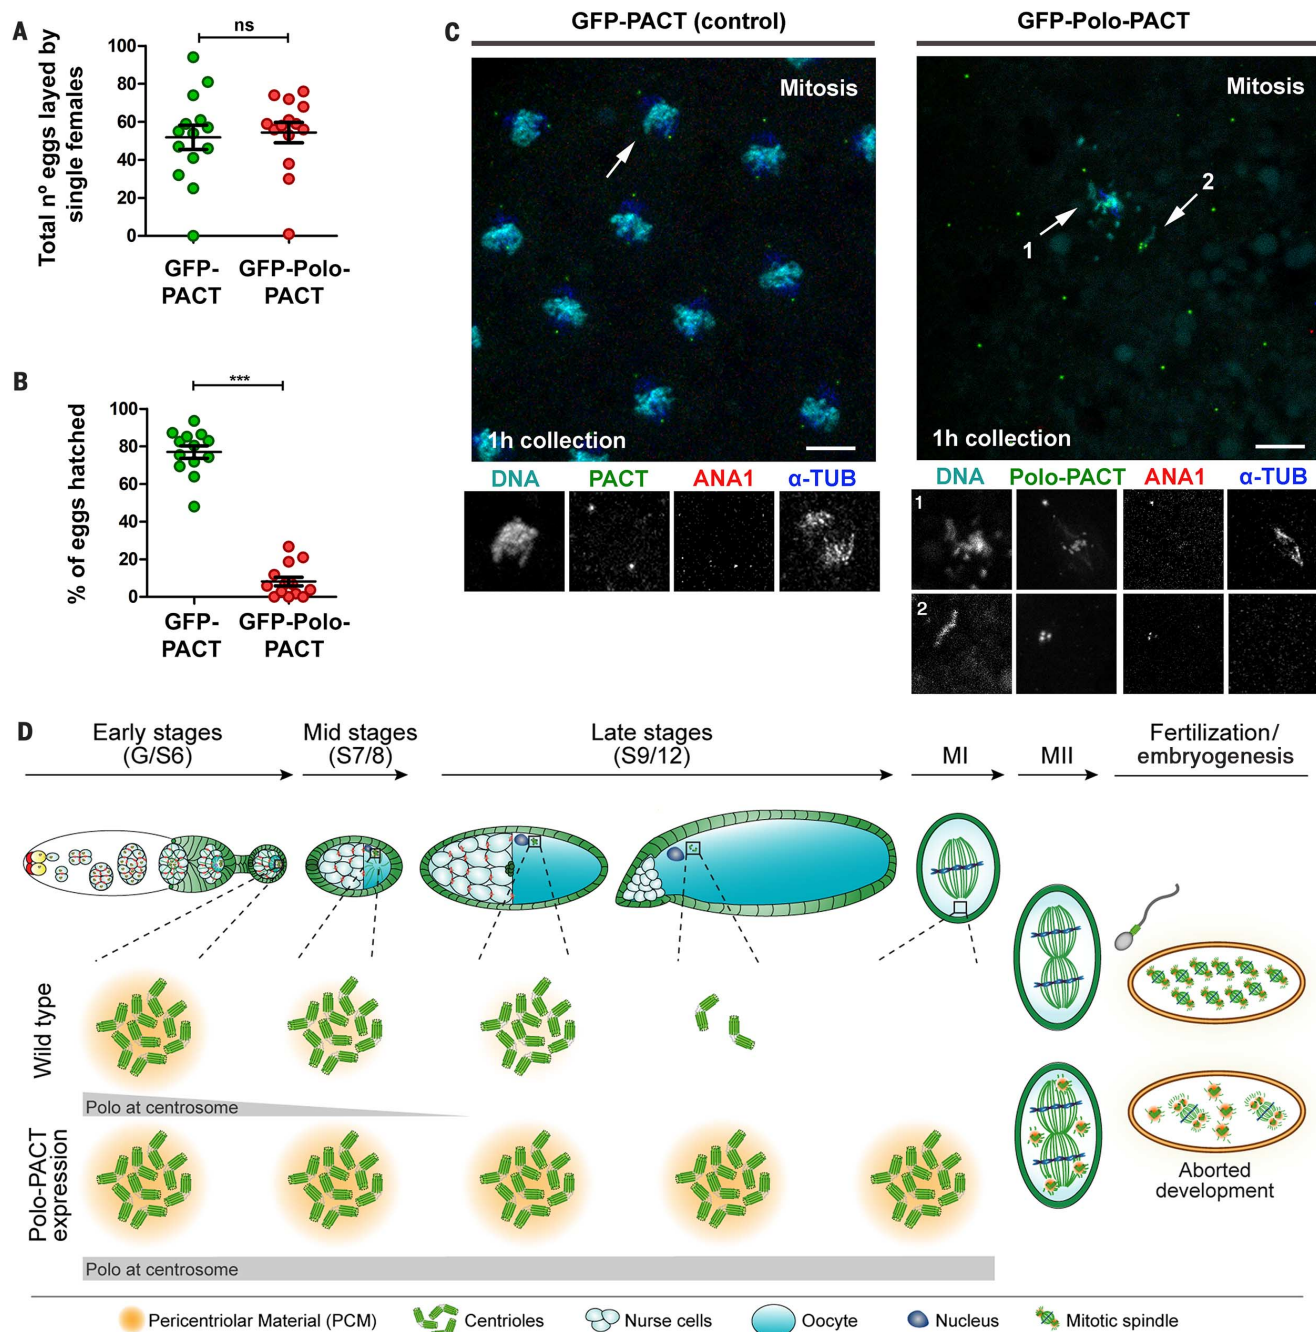 A
Total nº eggs layed by
single females
ns
100
80
60
40
20
0
GFP-
PACT
GFP-Polo-
PACT
B
% of eggs hatched
***
100
80
60
40
20
0
GFP-
PACT
GFP-Polo-
PACT
C
GFP-PACT (control)
Mitosis
1h collection
DNA
PACT
ANA1
α-TUB
GFP-Polo-PACT
Mitosis
1
2
1h collection
DNA
Polo-PACT
ANA1
α-TUB
1
2
D
Early stages
(G/S6)
Mid stages
(S7/8)
Late stages
(S9/12)
MI
MII
Fertilization/
embryogenesis
Wild type
Polo at centrosome
Polo-PACT
expression
Polo at centrosome
Aborted
development
Pericentriolar Material (PCM)
Centrioles
Nurse cells
Oocyte
Nucleus
Mitotic spindle